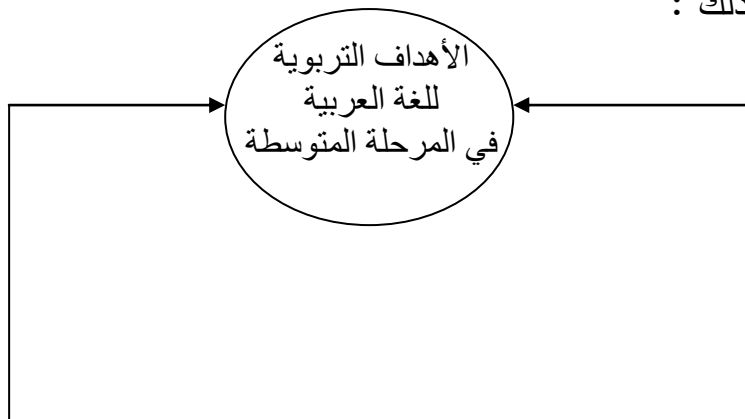 الأهداف التربوية
للغة العربية
في المرحلة المتوسطة